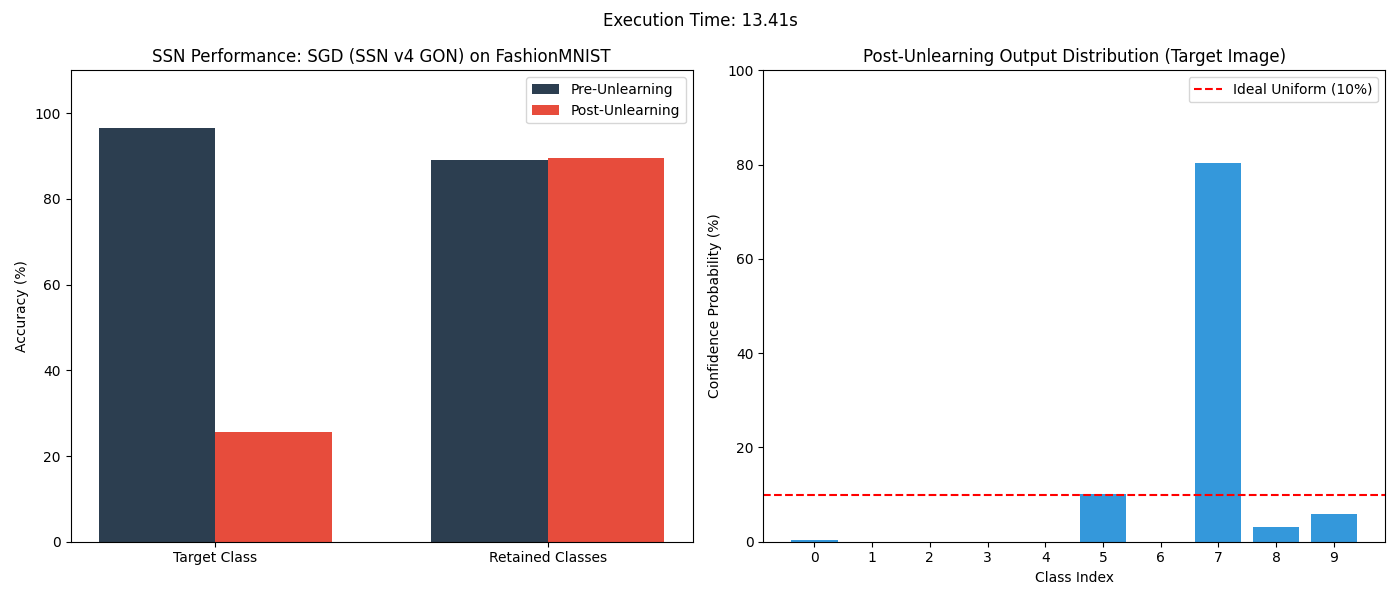 Execution Time: 13.41s
SSN Performance: SGD (SSN v4 GON) on FashionMNIST
Pre-Unlearning
Post-Unlearning
Accuracy (%)
100
80
60
40
20
0
Target Class
Retained Classes
Post-Unlearning Output Distribution (Target Image)
Ideal Uniform (10%)
Confidence Probability (%)
100
80
60
40
20
0
0 1 2 3 4 5 6 7 8 9
Class Index